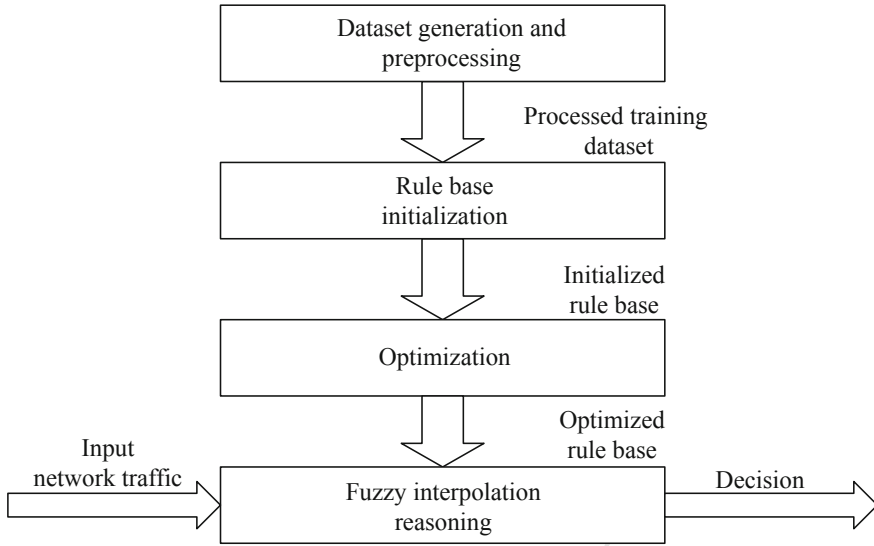 Dataset generation and
preprocessing
Processed training
dataset
Rule base
initialization
Initialized
rule base
Optimization
Optimized
rule base
Input
network traffic
Fuzzy interpolation
reasoning
Decision